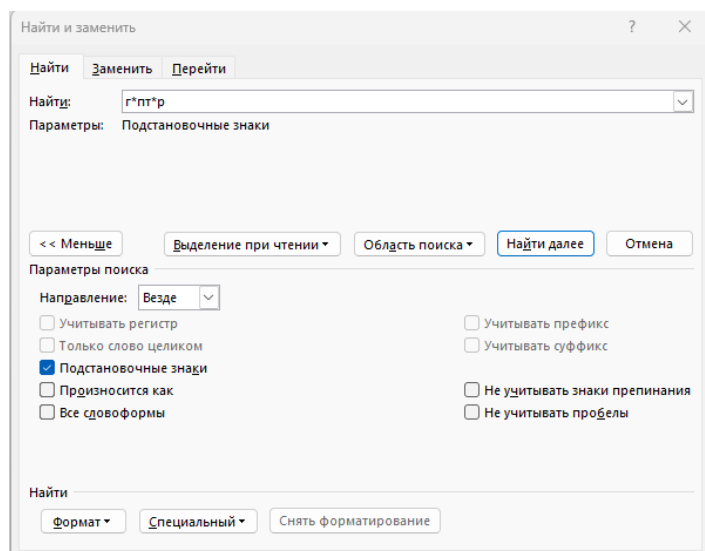 Найти и заменить ? ×
Найти Заменить Перейти
Найти: г*пт*р
Параметры: Подстановочные знаки
<< Меньше Выделение при чтении Область поиска Найти далее Отмена
Параметры поиска
Направление: Везде
Учитывать регистр Учитывать префикс
Только слово целиком Учитывать суффикс
Подстановочные знаки
Произносится как Не учитывать знаки препинания
Все словоформы Не учитывать пробелы
Найти
Формат Специальный Снять форматирование